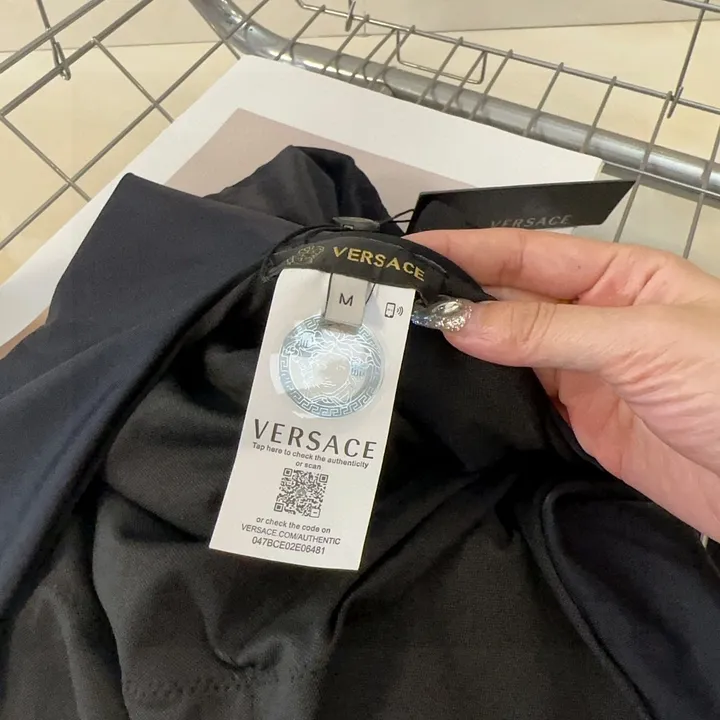 VERSACE
VERSACE
M
VERSACE
Tap here to check the authenticity
or scan
or check the code on
VERSACE.COM/AUTHENTIC
047BCE02E06481